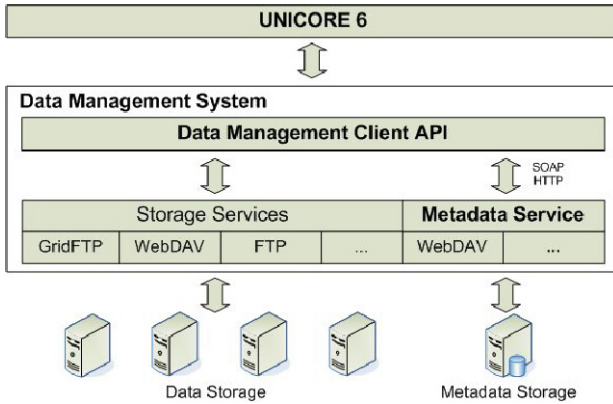 UNICORE 6
Data Management System
Data Management Client API
SOAP
HTTP
Storage Services
Metadata Service
GridFTP
WebDAV
FTP
...
WebDAV
...
Data Storage
Metadata Storage